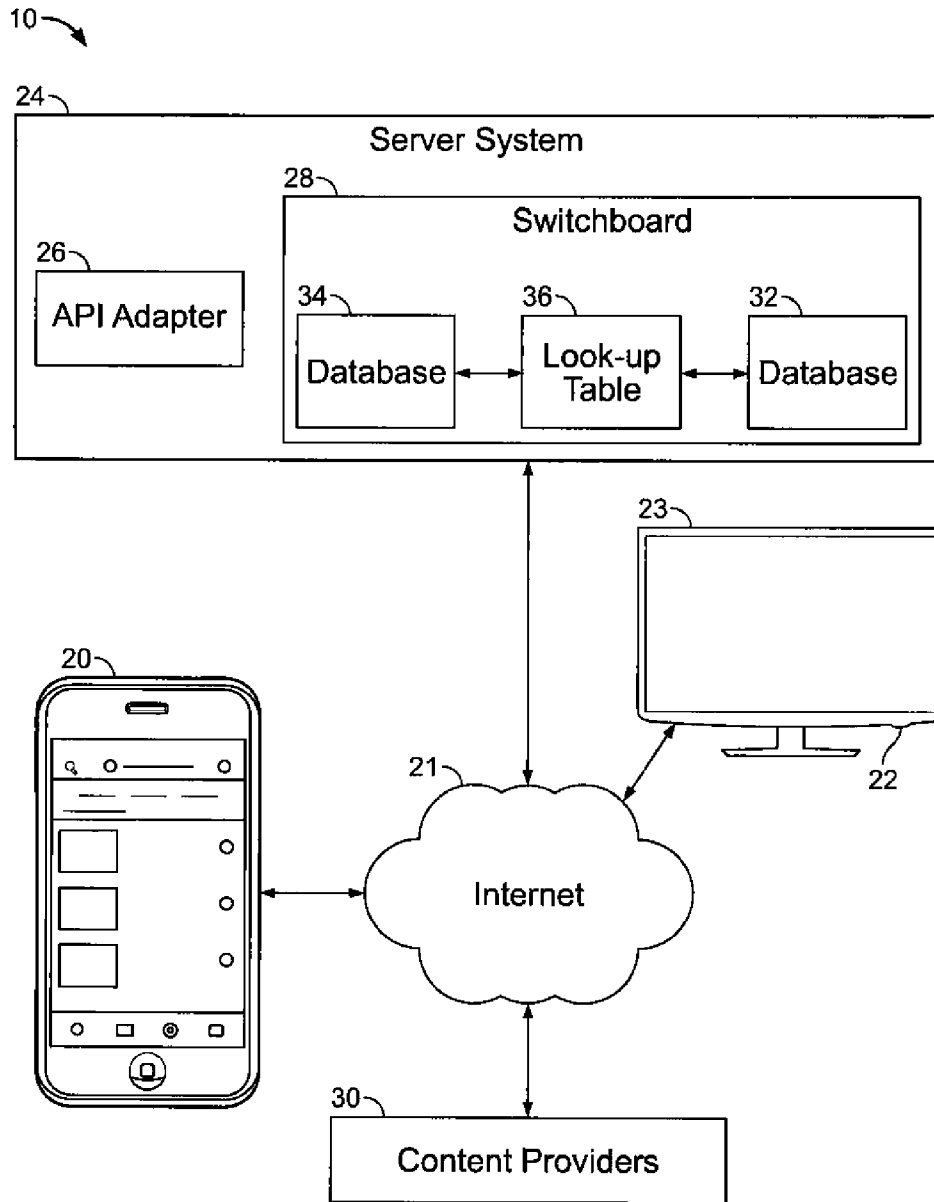 10
24
Server System
28
Switchboard
26
API Adapter
34
Database
36
Look-up
Table
32
Database
23
22
20
21
Internet
30
Content Providers